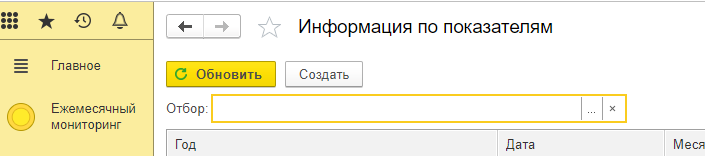 Информация по показателям
Главное
Ежемесячный
мониторинг
Обновить
Создать
Отбор:
... ×
Год Дата Меся